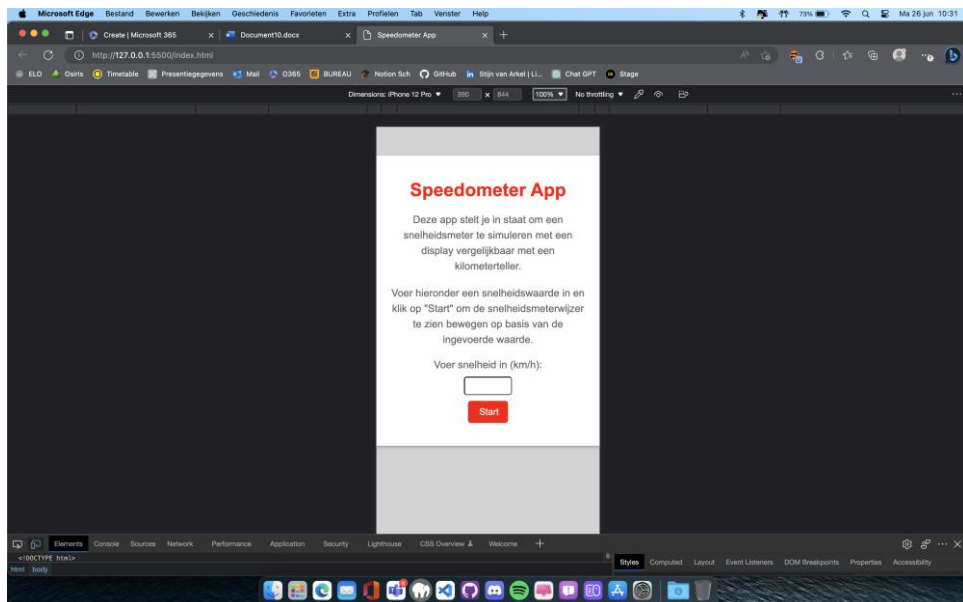 Microsoft Edge Bestand Bewerken Bekijken Geschiedenis Favorieten Extra Profielen Tab Venster Help 73% Ma 26 jun 10:31
Create | Microsoft 365 Document10.docx Speedometer App
http://127.0.0.1:5500/index.html
ELO Osiris Timetable Presentiegegevens Mail O365 BUREAU Notion Sch GitHub Stijn van Arkel | Li... Chat GPT Stage
Dimensions: iPhone 12 Pro 390 x 844 100% No throttling
Speedometer App
Deze app stelt je in staat om een
snelheidsmeter te simuleren met een
display vergelijkbaar met een
kilometerteller.
Voer hieronder een snelheidswaarde in en
klik op "Start" om de snelheidsmeterwijzer
te zien bewegen op basis van de
ingevoerde waarde.
Voer snelheid in (km/h):
Start
Elements Console Sources Network Performance Application Security Lighthouse CSS Overview Welcome
<!DOCTYPE html>
html body
Styles Computed Layout Event Listeners DOM Breakpoints Properties Accessibility